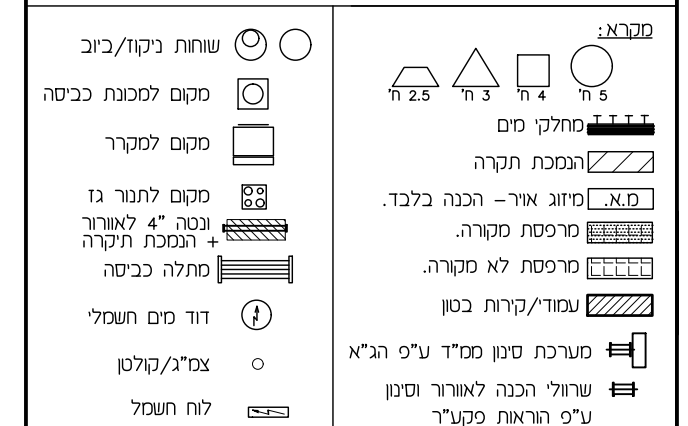 מקרא:
5 ח'
4 ח'
3 ח'
2.5 ח'
מחלקי מים
הנמכת תקרה
מ.א. מיזוג אויר– הכנה בלבד.
מרפסת מקורה.
מרפסת לא מקורה.
עמודי/קירות בטון
מערכת סינון ממ"ד ע"פ הג"א
שרוולי הכנה לאוורור וסינון
ע"פ הוראות פקע"ר
שוחות ניקוז/ביוב
מקום למכונת כביסה
מקום למקרר
מקום לתנור גז
ונטה "4 לאוורור
+ הנמכת תיקרה
מתלה כביסה
דוד מים חשמלי
צמ"ג/קולטן
לוח חשמל